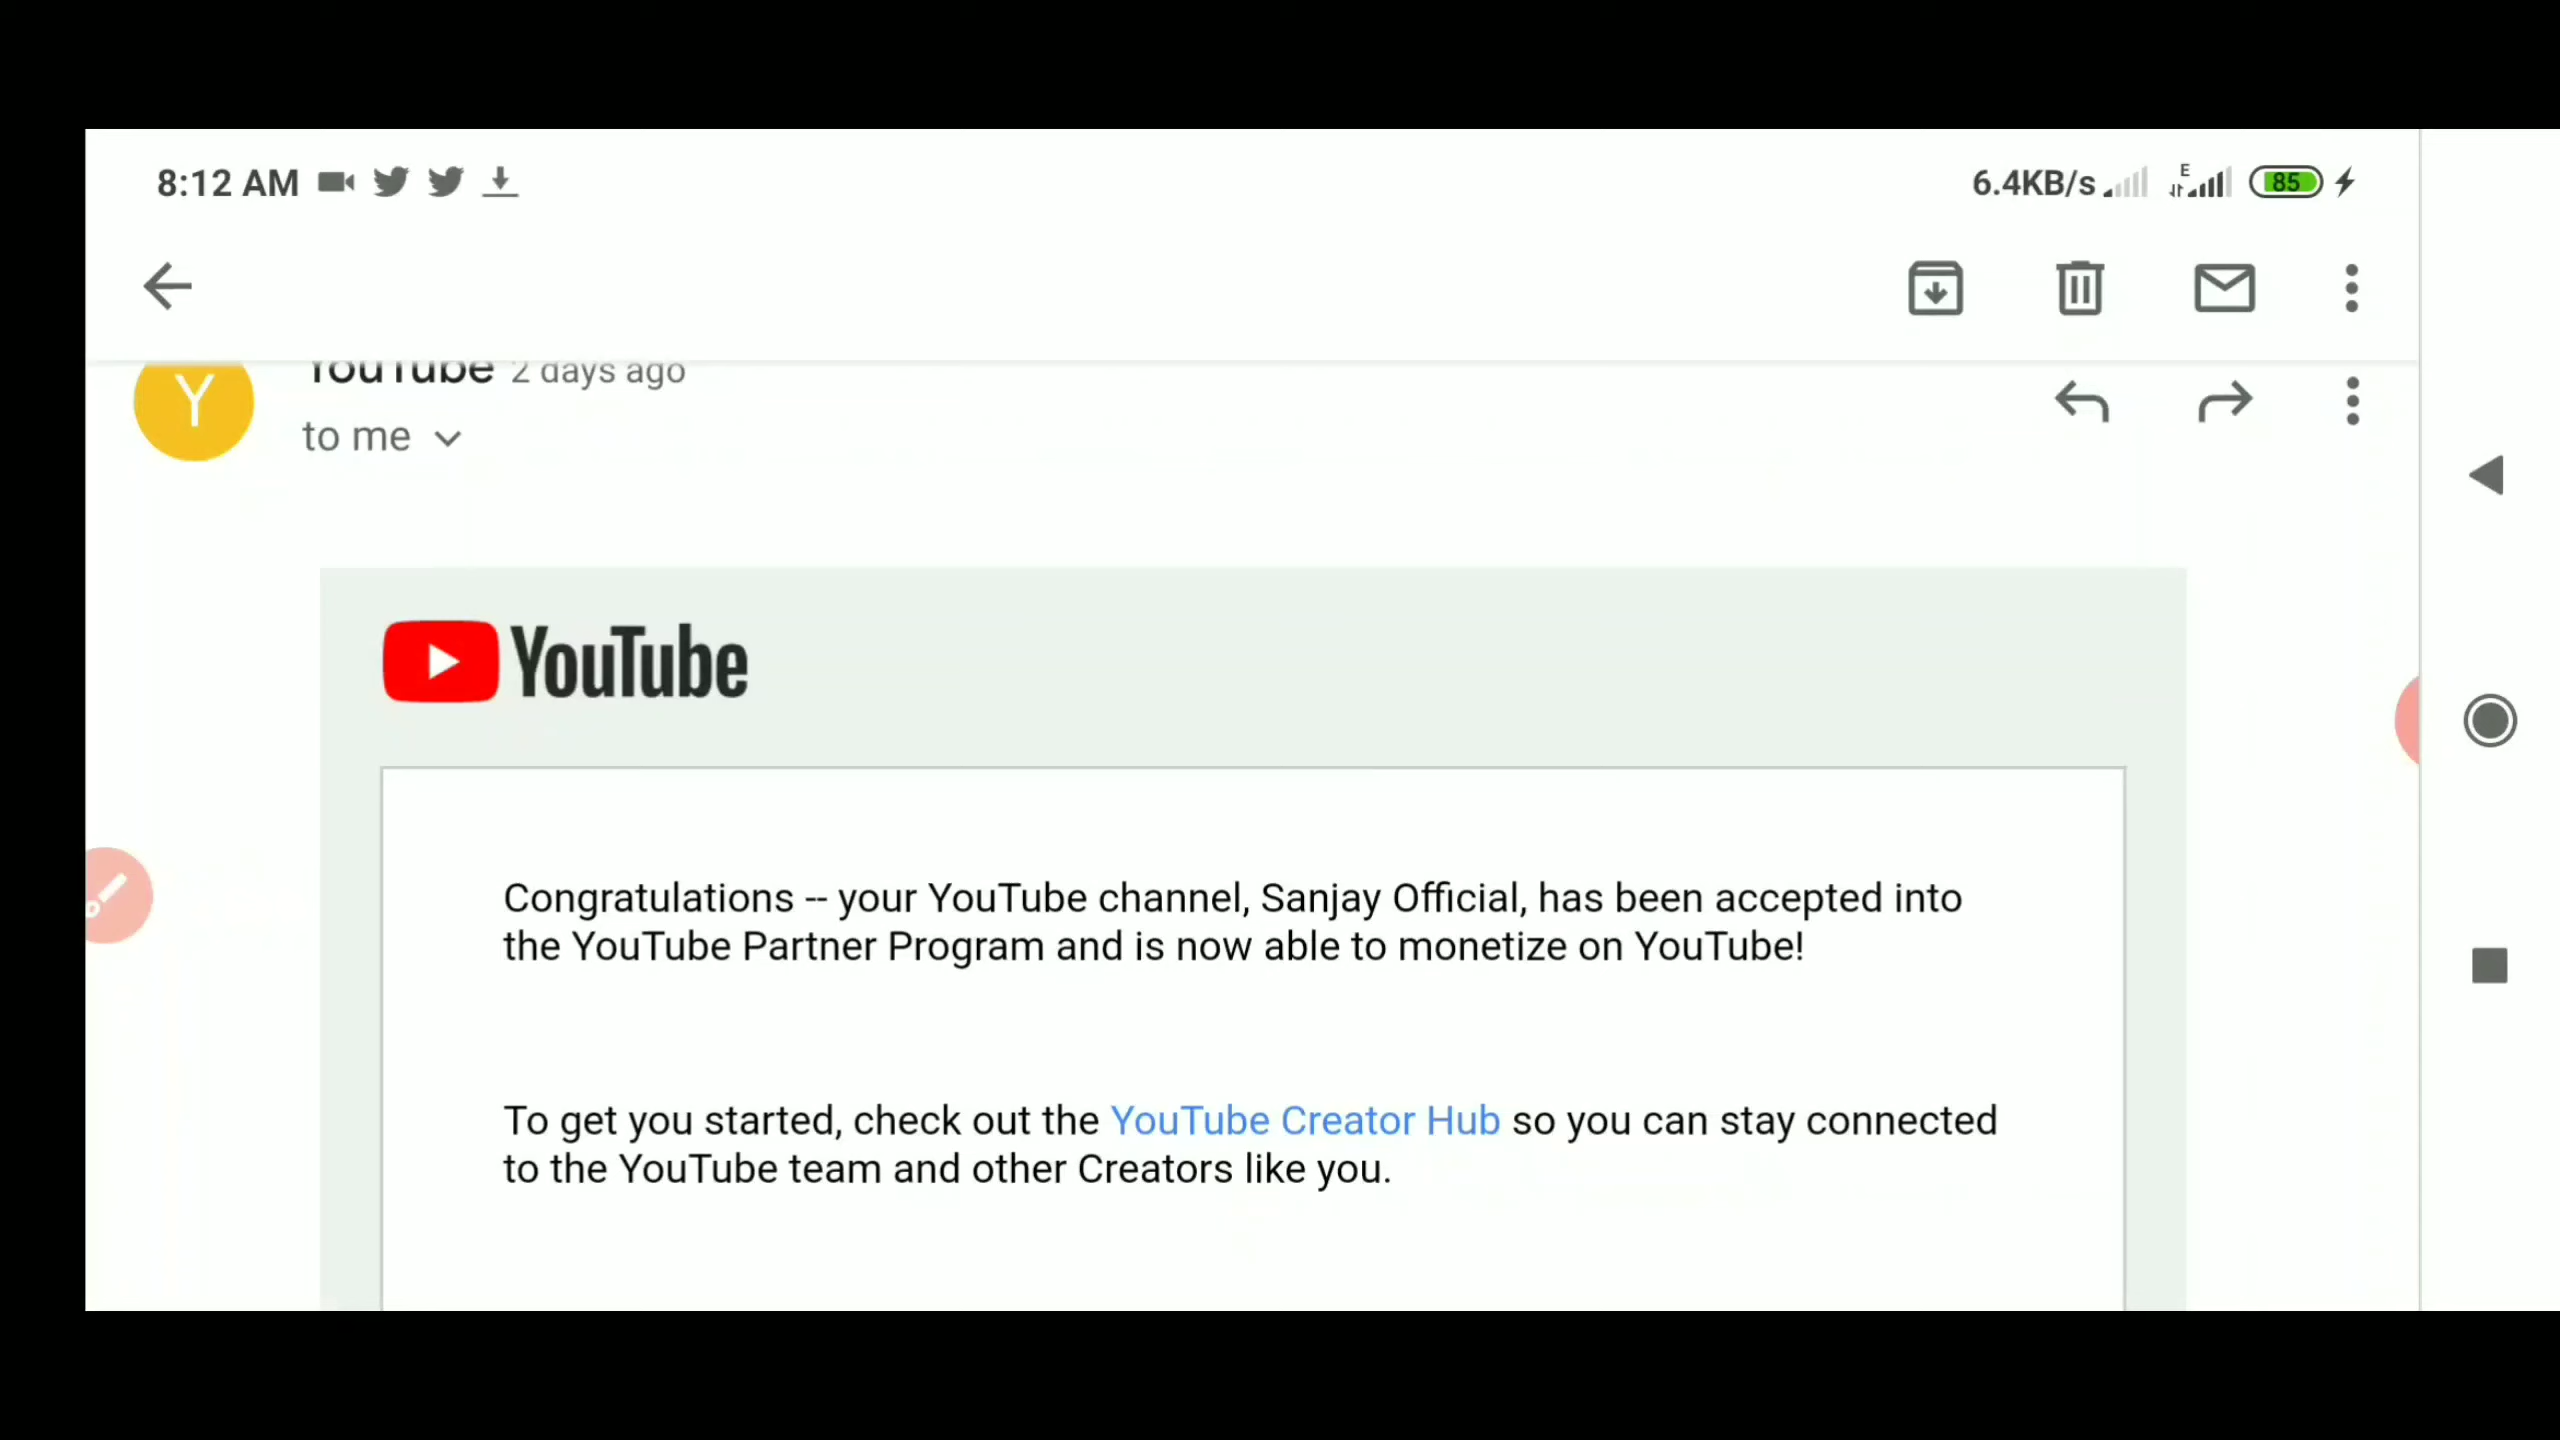 8:12 AM 6.4KB/s E 85
YouTube 2 days ago
Y
to me
YouTube
Congratulations -- your YouTube channel, Sanjay Official, has been accepted into
the YouTube Partner Program and is now able to monetize on YouTube!
To get you started, check out the YouTube Creator Hub so you can stay connected
to the YouTube team and other Creators like you.